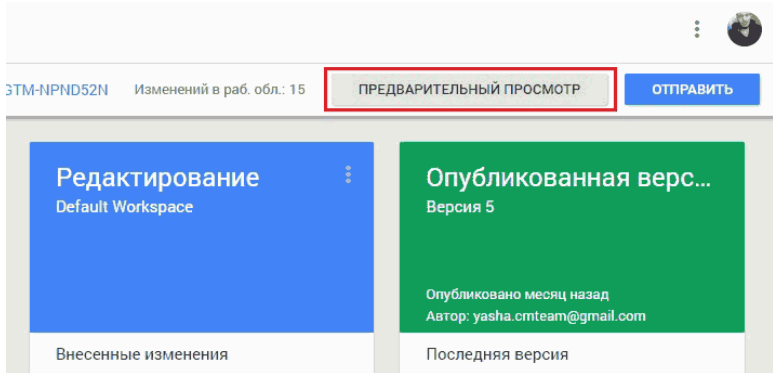 GTM-NPND52N Изменений в раб. обл.: 15 ПРЕДВАРИТЕЛЬНЫЙ ПРОСМОТР ОТПРАВИТЬ
Редактирование
Default Workspace
Опубликованная верс...
Версия 5
Опубликовано месяц назад
Автор: yasha.cmteam@gmail.com
Внесенные изменения
Последняя версия